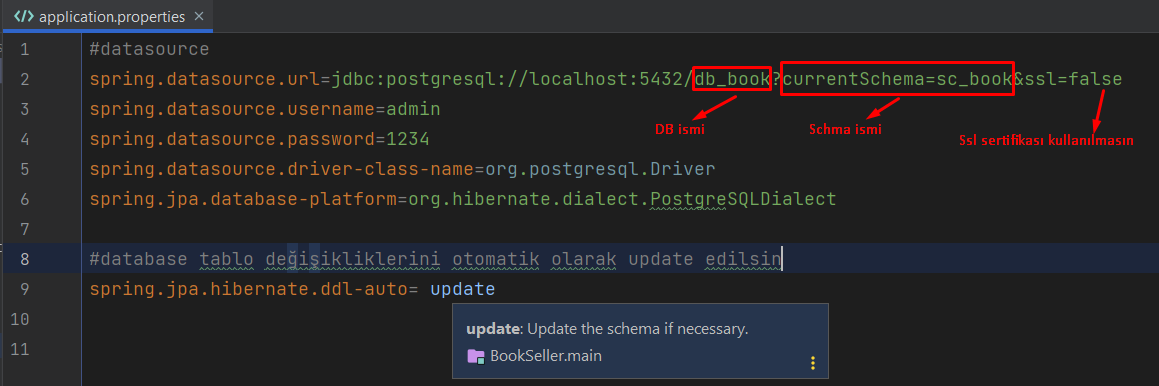 application.properties
1 #datasource
2 spring.datasource.url=jdbc:postgresql://localhost:5432/db_book?currentSchema=sc_book&ssl=false
3 spring.datasource.username=admin
DB ismi
Schma ismi
Ssl sertifikası kullanılmasın
4 spring.datasource.password=1234
5 spring.datasource.driver-class-name=org.postgresql.Driver
6 spring.jpa.database-platform=org.hibernate.dialect.PostgreSQLDialect
7
8 #database tablo değişikliklerini otomatik olarak update edilsin
9 spring.jpa.hibernate.ddl-auto= update
10
update: Update the schema if necessary.
11
BookSeller.main